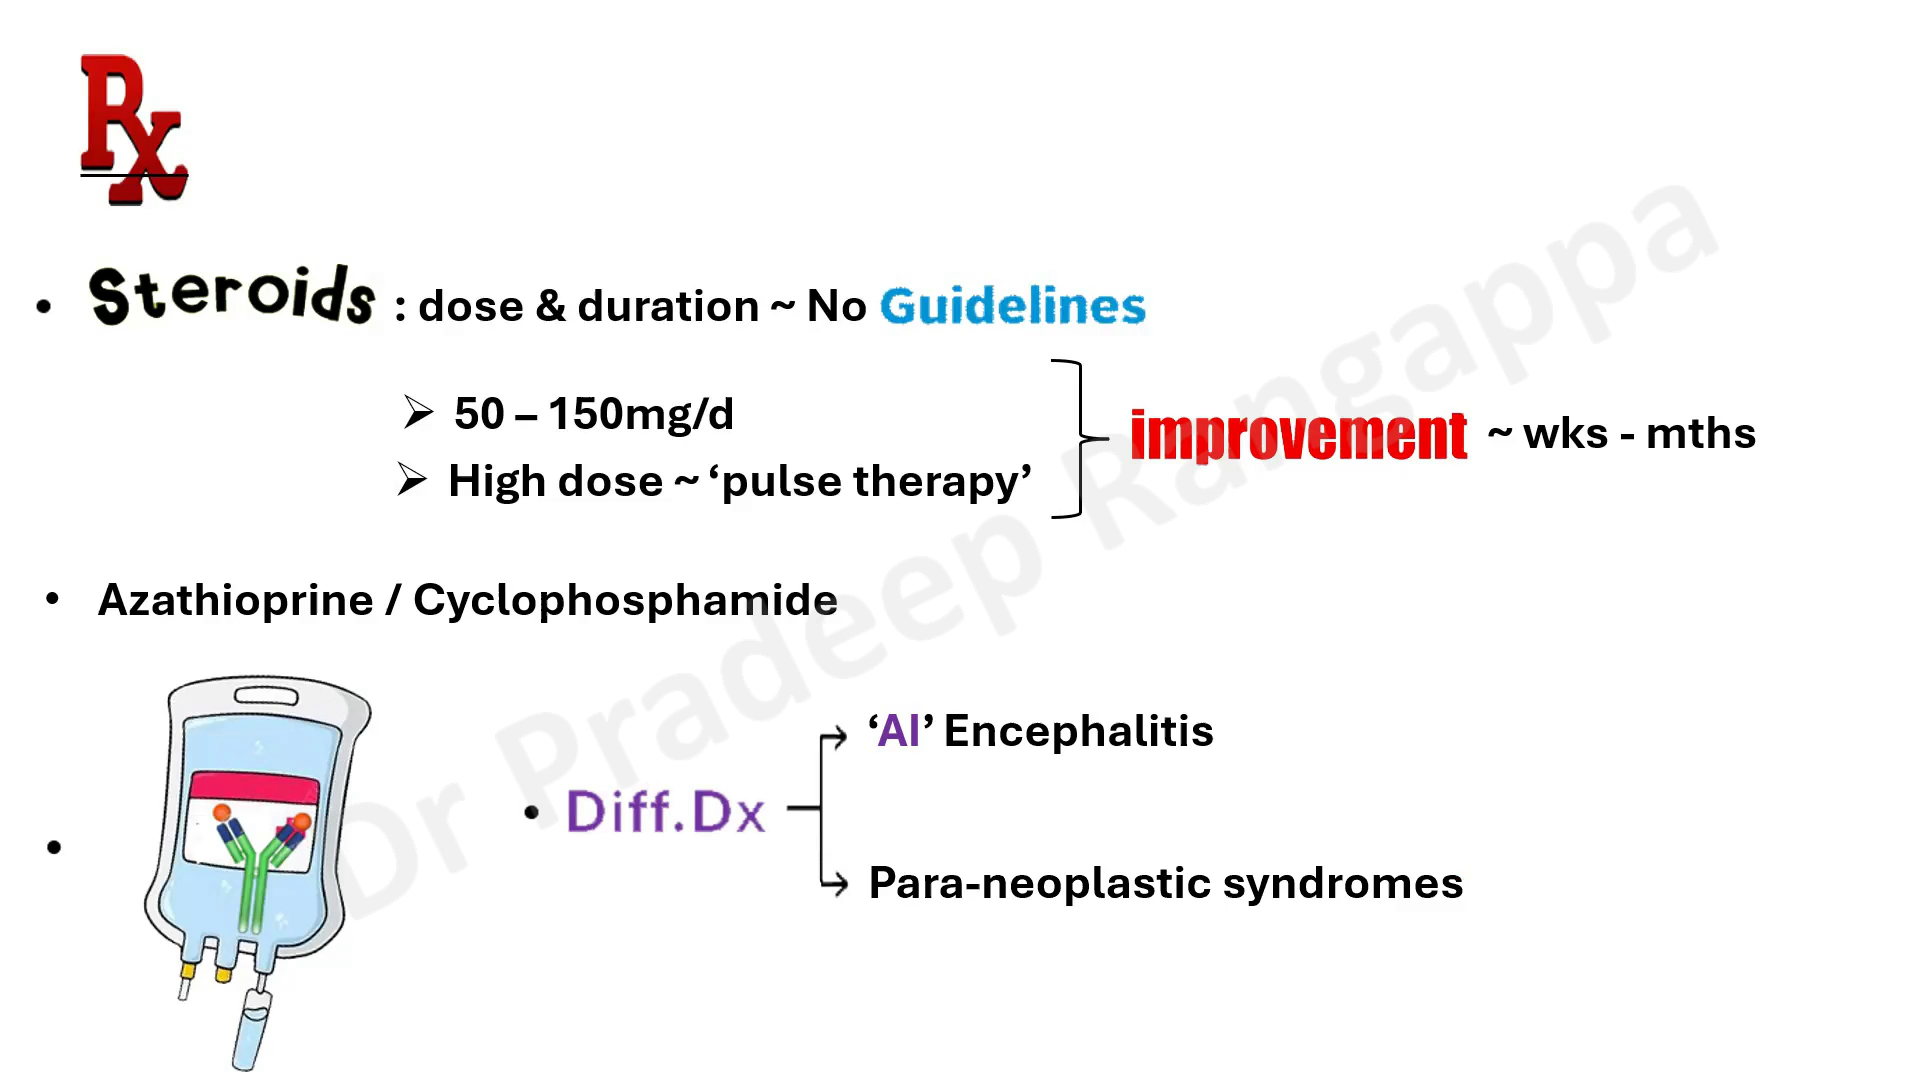 Rx
• Steroids : dose & duration ~ No Guidelines
➢ 50 – 150mg/d
➢ High dose ~ ‘pulse therapy’
improvement ~ wks - mths
• Azathioprine / Cyclophosphamide
• Diff.Dx
‘AI’ Encephalitis
Para-neoplastic syndromes
Dr Pradeep Rangappa